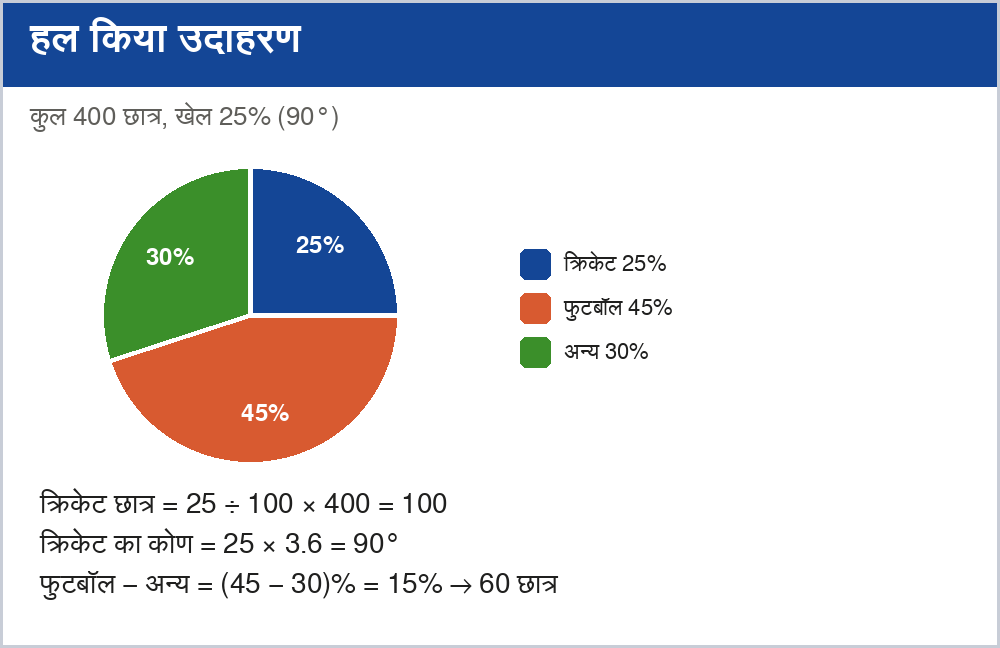 हल किया उदाहरण
कुल 400 छात्र, खेल 25% (90°)
30%
25%
45%
क्रिकेट 25%
फुटबॉल 45%
अन्य 30%
क्रिकेट छात्र = 25 ÷ 100 × 400 = 100
क्रिकेट का कोण = 25 × 3.6 = 90°
फुटबॉल – अन्य = (45 – 30)% = 15% → 60 छात्र